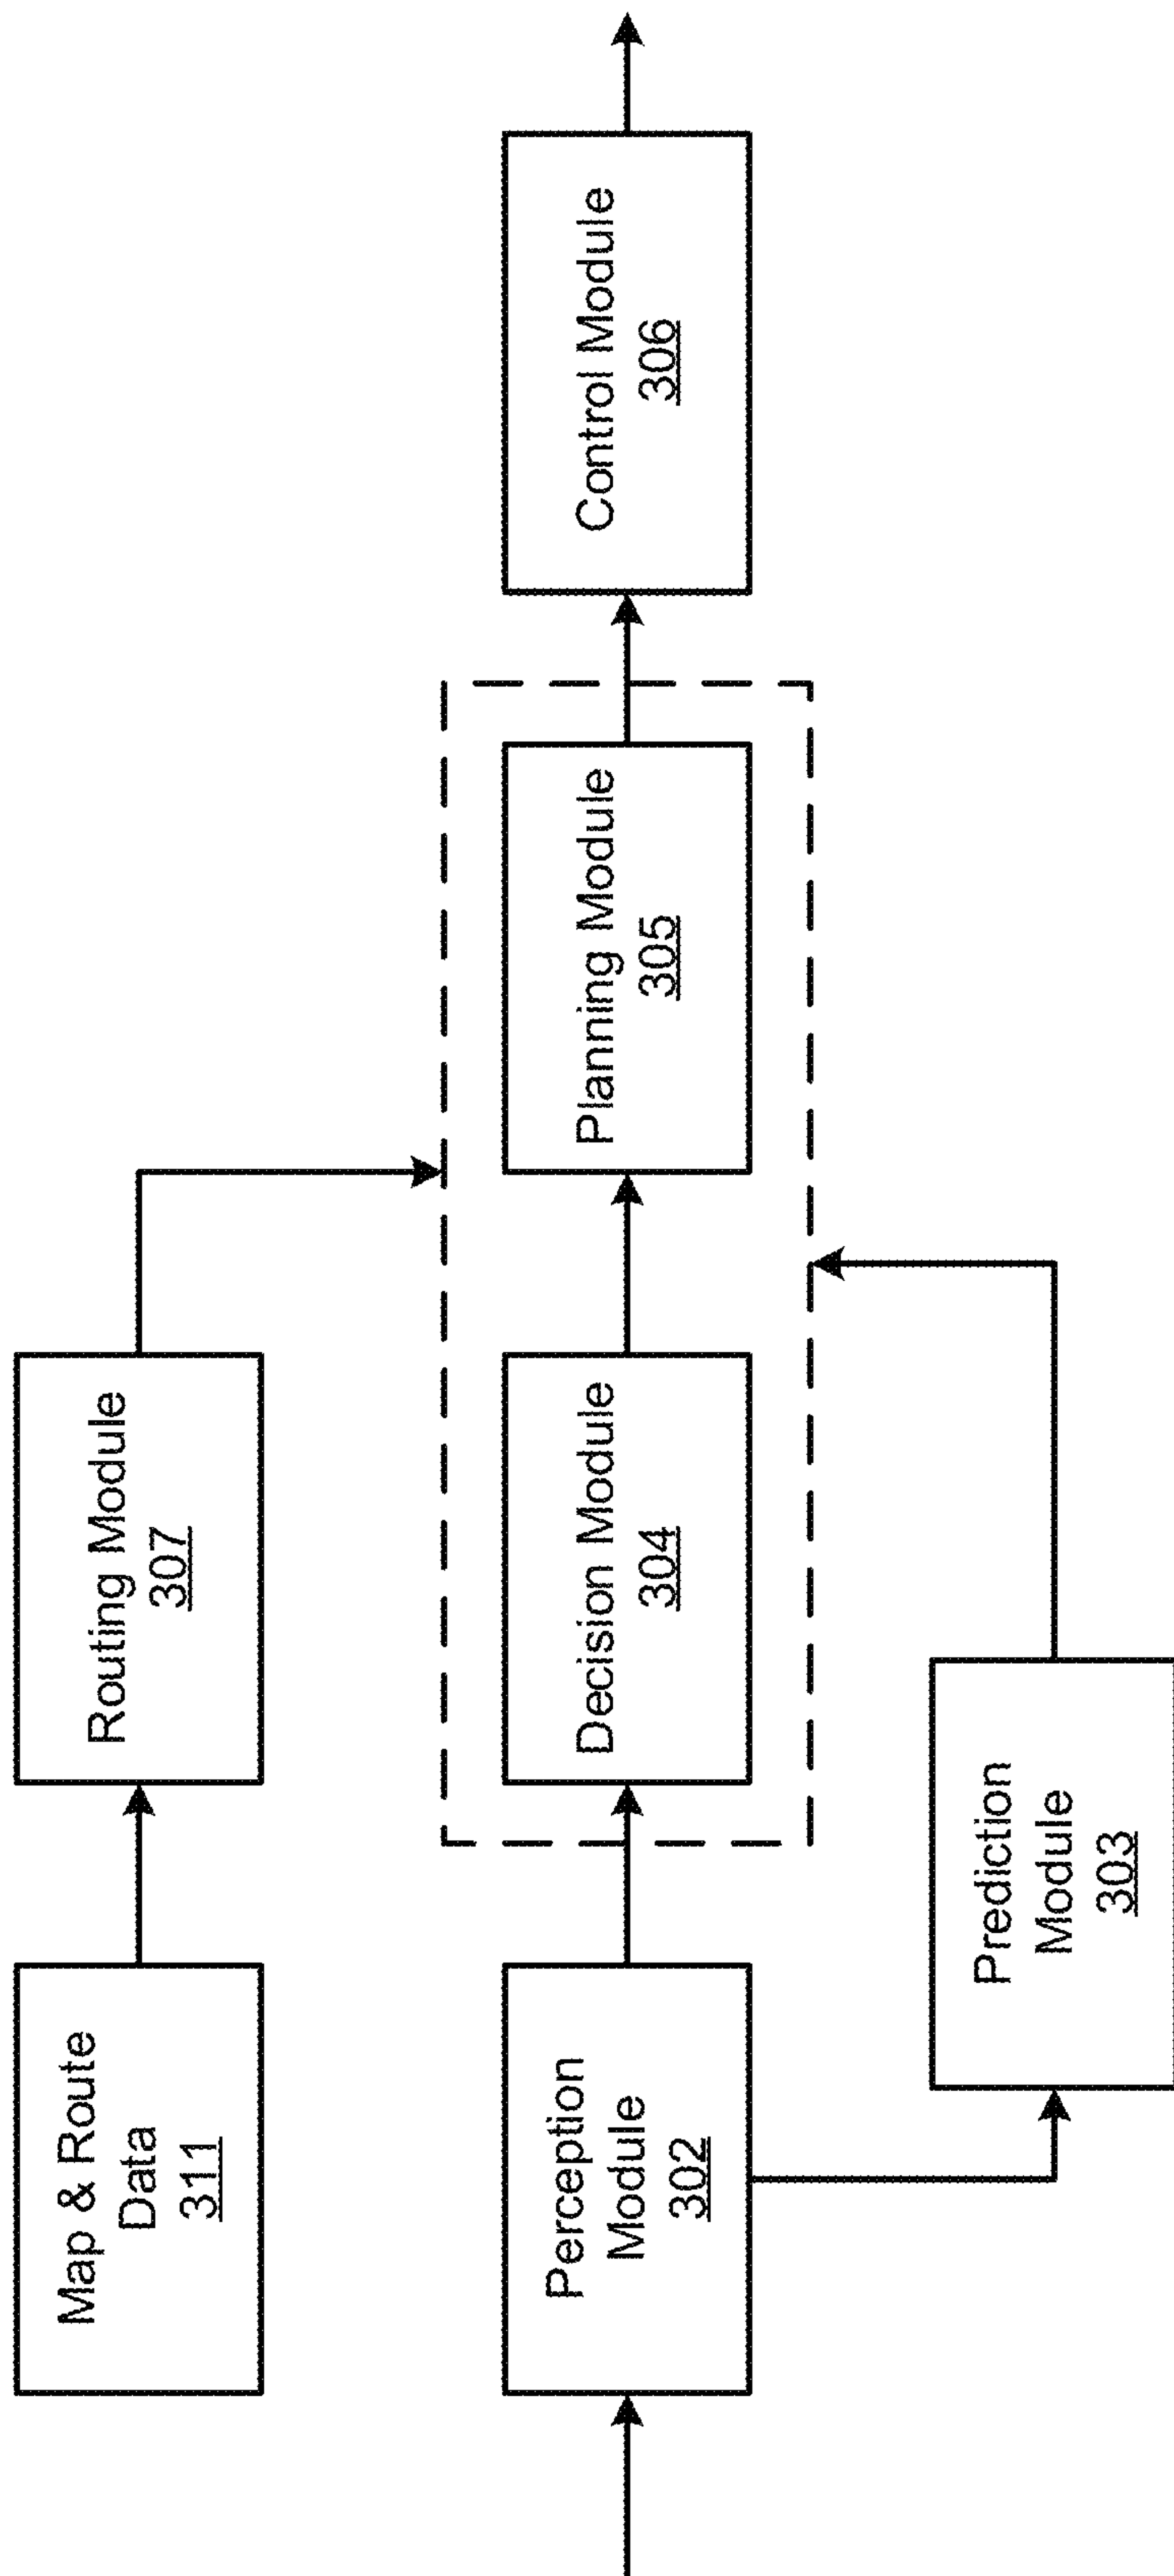 Map & Route
Data
311
Routing Module
307
Perception
Module
302
Decision Module
304
Planning Module
305
Control Module
306
Prediction
Module
303